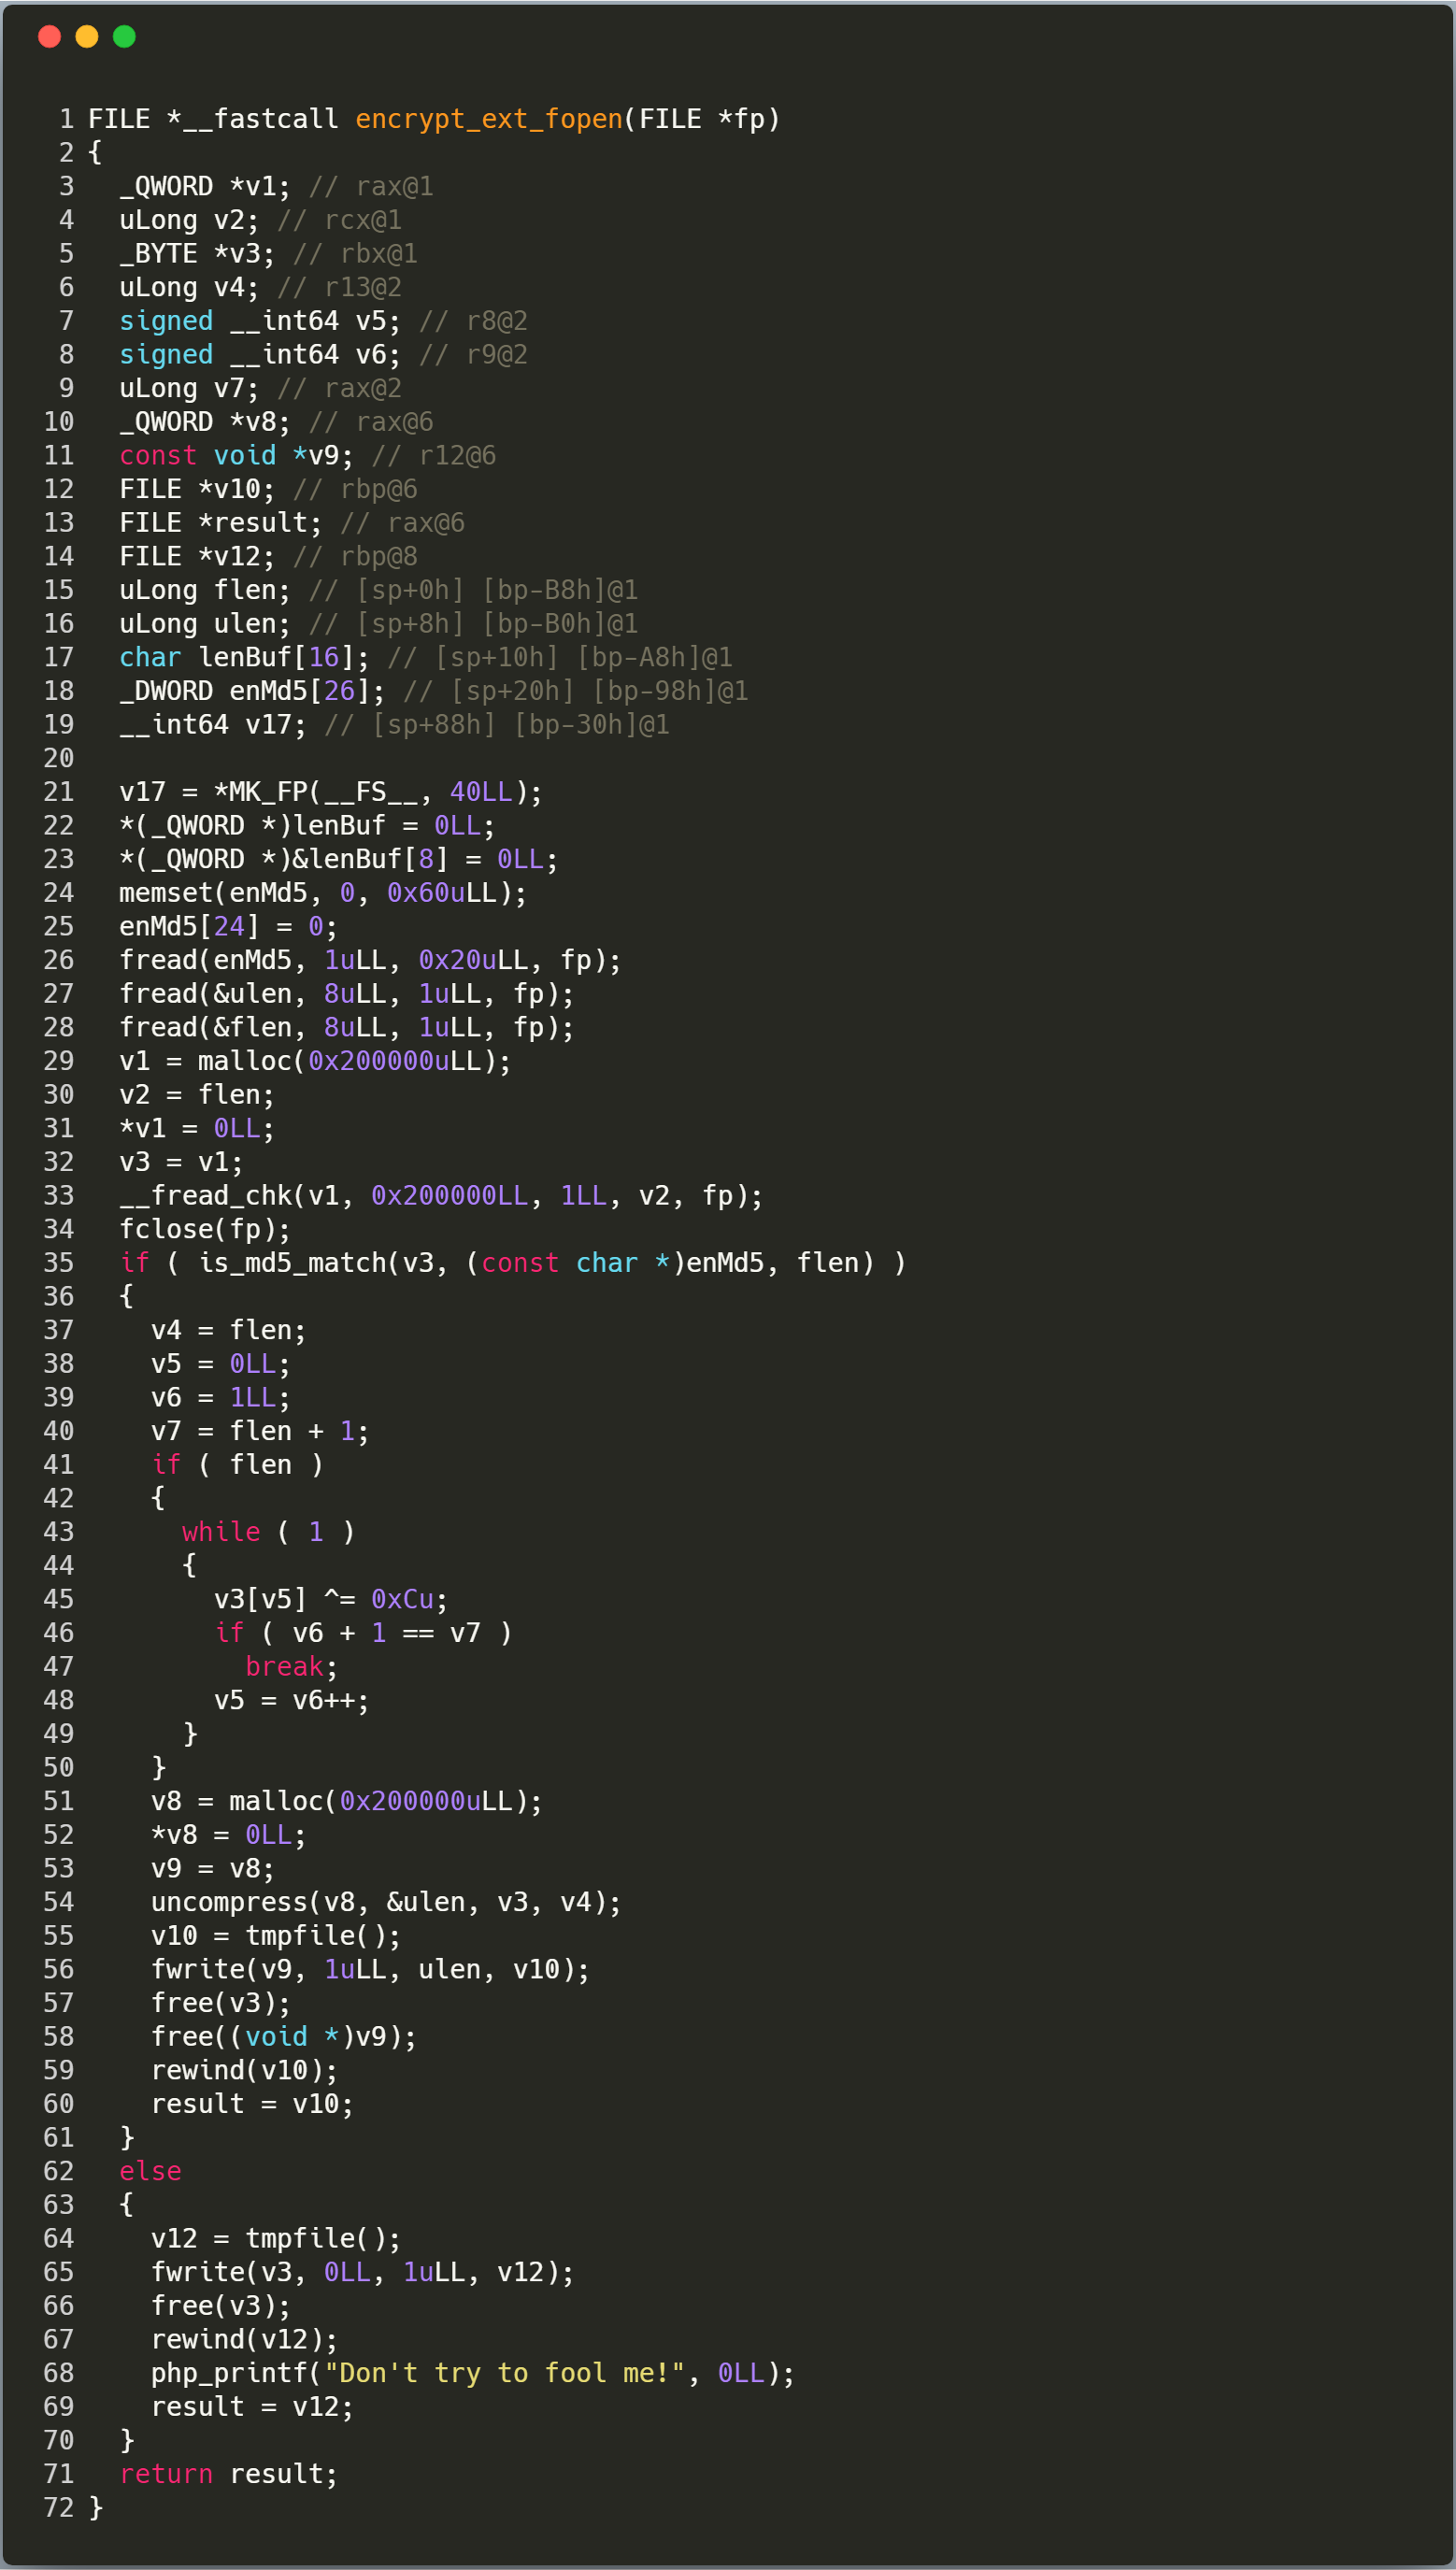 1 FILE *__fastcall encrypt_ext_fopen(FILE *fp)
2 {
3   _QWORD *v1; // rax@1
4   uLong v2; // rcx@1
5   _BYTE *v3; // rbx@1
6   uLong v4; // r13@2
7   signed __int64 v5; // r8@2
8   signed __int64 v6; // r9@2
9   uLong v7; // rax@2
10   _QWORD *v8; // rax@6
11   const void *v9; // r12@6
12   FILE *v10; // rbp@6
13   FILE *result; // rax@6
14   FILE *v12; // rbp@8
15   uLong flen; // [sp+0h] [bp-B8h]@1
16   uLong ulen; // [sp+8h] [bp-B0h]@1
17   char lenBuf[16]; // [sp+10h] [bp-A8h]@1
18   _DWORD enMd5[26]; // [sp+20h] [bp-98h]@1
19   __int64 v17; // [sp+88h] [bp-30h]@1
20
21   v17 = *MK_FP(__FS__, 40LL);
22   *(_QWORD *)lenBuf = 0LL;
23   *(_QWORD *)&lenBuf[8] = 0LL;
24   memset(enMd5, 0, 0x60uLL);
25   enMd5[24] = 0;
26   fread(enMd5, 1uLL, 0x20uLL, fp);
27   fread(&ulen, 8uLL, 1uLL, fp);
28   fread(&flen, 8uLL, 1uLL, fp);
29   v1 = malloc(0x200000uLL);
30   v2 = flen;
31   *v1 = 0LL;
32   v3 = v1;
33   __fread_chk(v1, 0x200000LL, 1LL, v2, fp);
34   fclose(fp);
35   if ( is_md5_match(v3, (const char *)enMd5, flen) )
36   {
37     v4 = flen;
38     v5 = 0LL;
39     v6 = 1LL;
40     v7 = flen + 1;
41     if ( flen )
42     {
43       while ( 1 )
44       {
45         v3[v5] ^= 0xCu;
46         if ( v6 + 1 == v7 )
47           break;
48         v5 = v6++;
49       }
50     }
51     v8 = malloc(0x200000uLL);
52     *v8 = 0LL;
53     v9 = v8;
54     uncompress(v8, &ulen, v3, v4);
55     v10 = tmpfile();
56     fwrite(v9, 1uLL, ulen, v10);
57     free(v3);
58     free((void *)v9);
59     rewind(v10);
60     result = v10;
61   }
62   else
63   {
64     v12 = tmpfile();
65     fwrite(v3, 0LL, 1uLL, v12);
66     free(v3);
67     rewind(v12);
68     php_printf("Don't try to fool me!", 0LL);
69     result = v12;
70   }
71   return result;
72 }